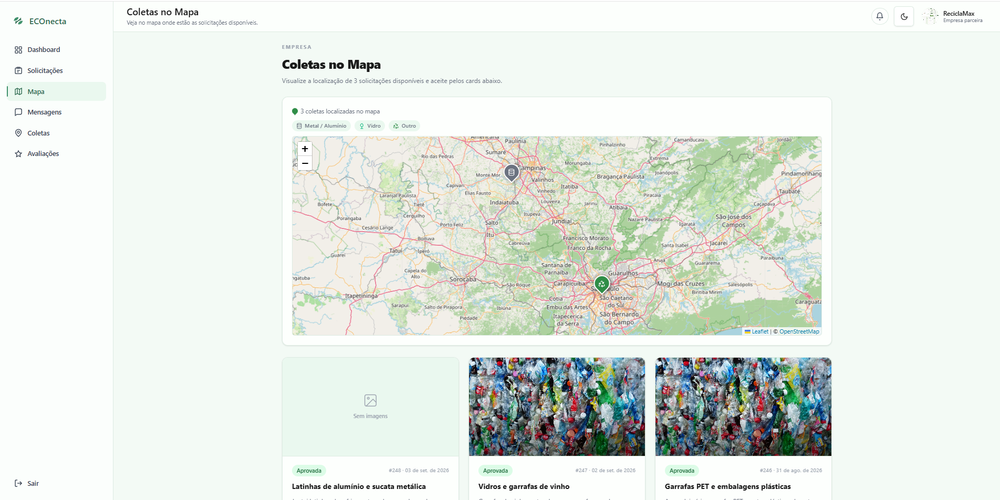 ECOnecta
Dashboard
Solicitações
Mapa
Mensagens
Coletas
Avaliações
Sair
Coletas no Mapa
Veja no mapa onde estão as solicitações disponíveis.
ReciclaMax
Empresa parceira
EMPRESA
Coletas no Mapa
Visualize a localização de 3 solicitações disponíveis e aceite pelos cards abaixo.
3 coletas localizadas no mapa
Metal / Alumínio
Vidro
Outro
+
−
Americana
Paulínia
Pinhalzinho
Camanducaia
Jordão
Sumaré
Rio das Pedras
Extrema
Monte Mor
Campinas
Morungaba
Joanópolis
Pindamonhang
Valinhos
Bragança Paulista
Capivari
Itatiba
Elias Fausto
Vinhedo
Taubaté
Laranjal Paulista
Piracaia
Bofete
Tietê
Indaiatuba
Louveira
Jarinu
Caçapava
Atibaia
Porangaba
Cerquilho
Itupeva
Nazaré Paulista
São José dos
Campos
Porto Feliz
Salto
Jundiaí
Igaratá
Cesário Lange
Itu
Boituva
Francisco Morato
Cabreúva
Franco da Rocha
Santa Isabel
Jacareí
Tatuí
Iperó
Guareí
Paraibuna
Arujá
Guararema
Santana de
Parnaíba
Capela do
Alto
Guarulhos
ngatuba
Sorocaba
São Roque
Carapicuíba
Mogi das Cruzes
Salesópolis
Biritiba Mirim
Itapetininga
Cotia
São Caetano
do Sul
Caraguata
Sarapuí
Salto de Pirapora
Ibiúna
Embu das Artes
Piedade
Itapecerica
da Serra
São Bernardo
do Campo
Leaflet | © OpenStreetMap
Sem imagens
Aprovada
#248 · 03 de set. de 2026
Latinhas de alumínio e sucata metálica
Aprovada
#247 · 02 de set. de 2026
Vidros e garrafas de vinho
Aprovada
#246 · 31 de ago. de 2026
Garrafas PET e embalagens plásticas